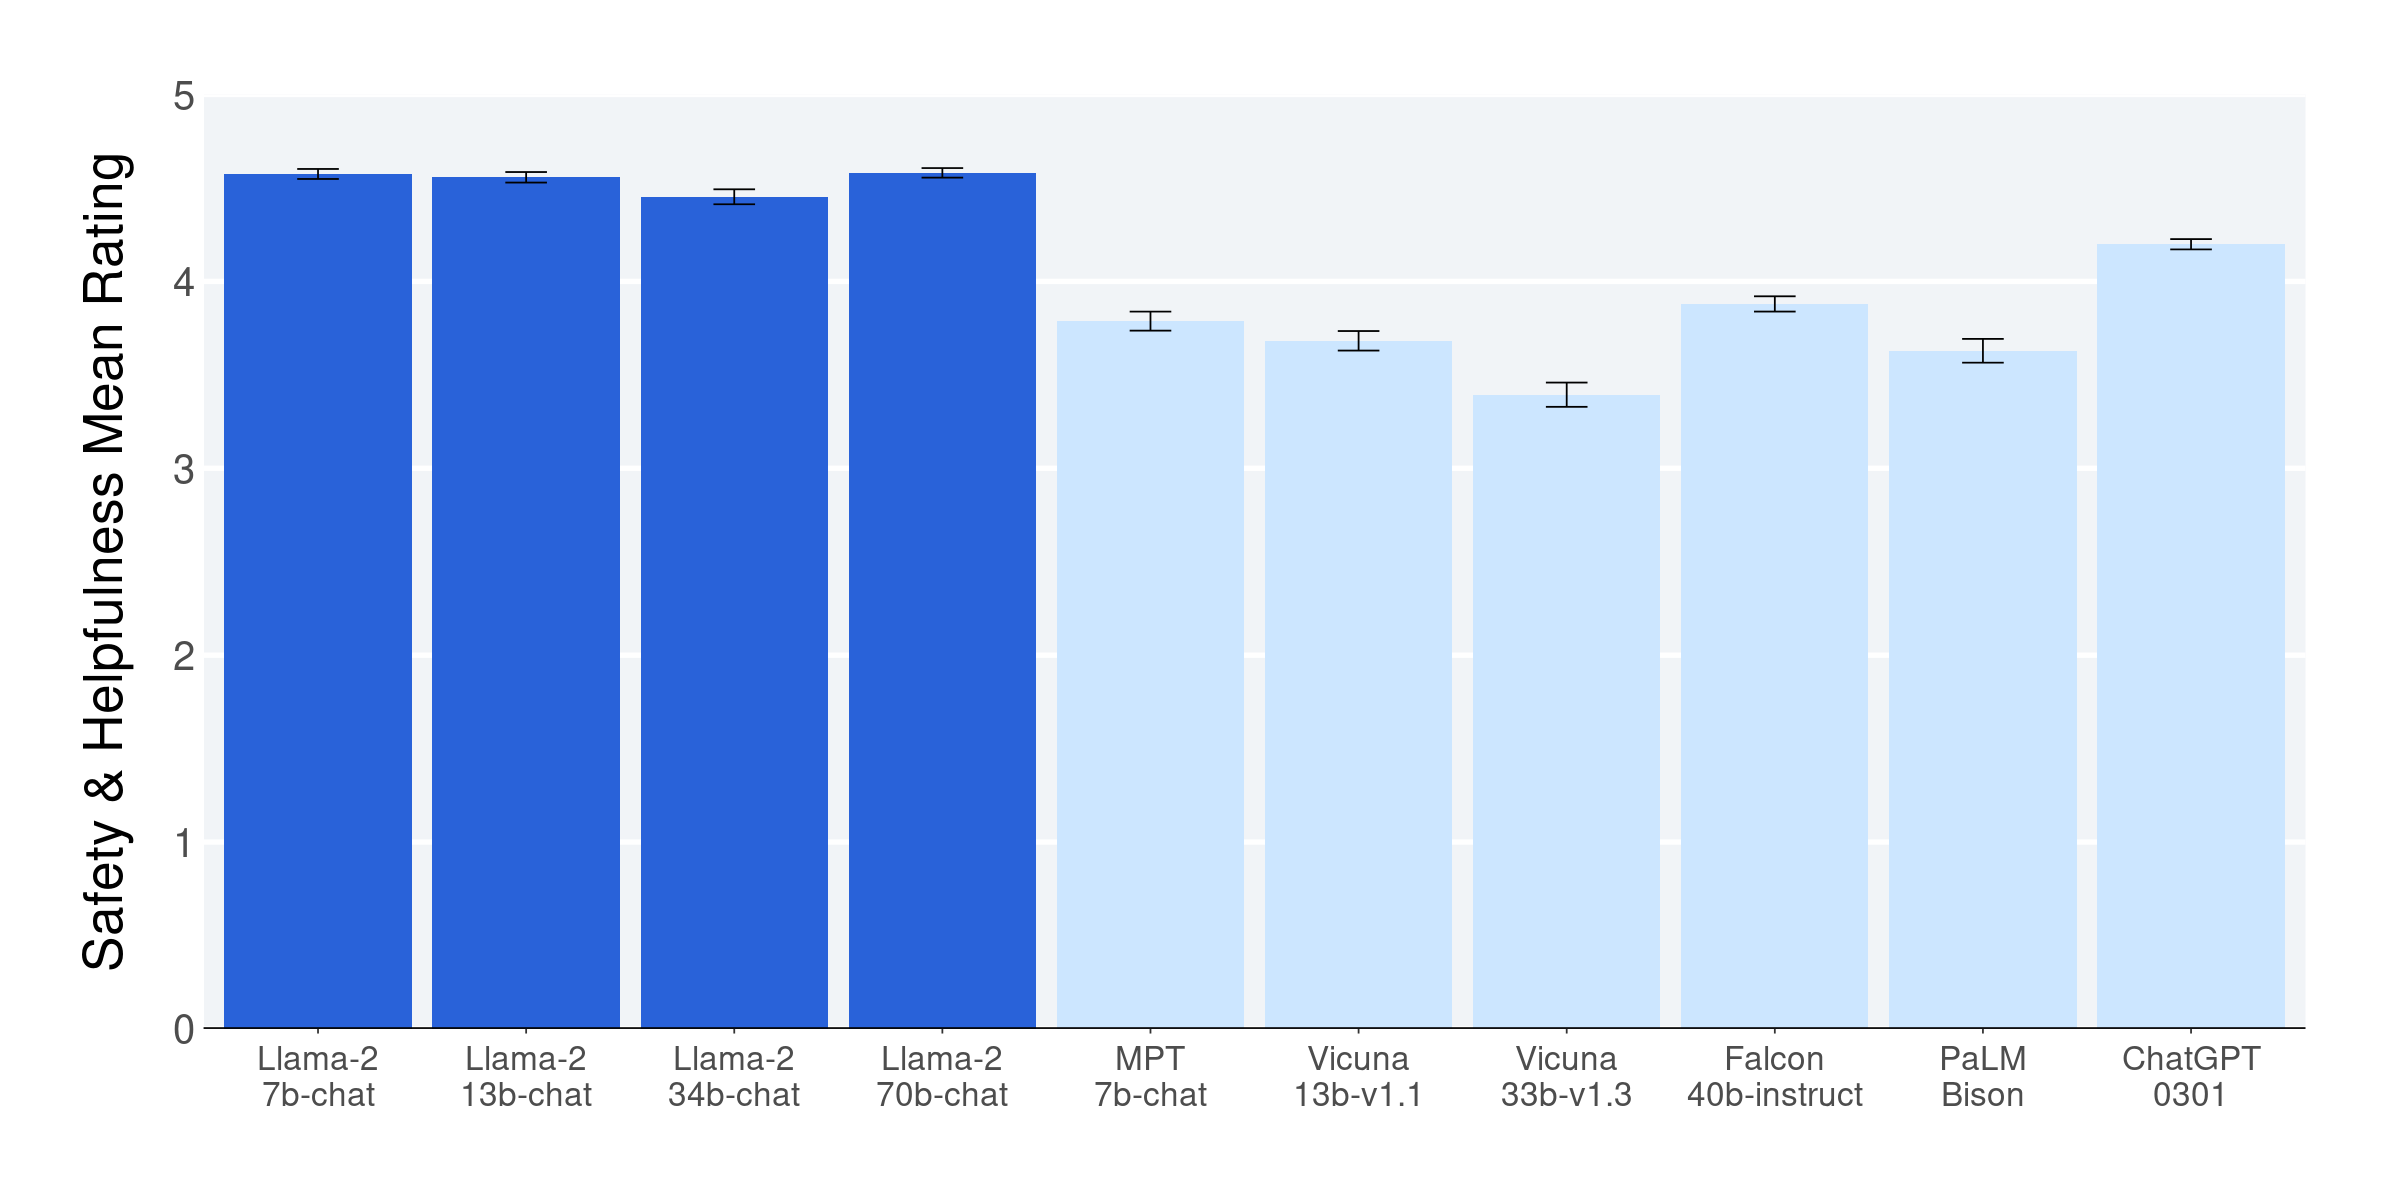 Safety & Helpfulness Mean Rating
5
4
3
2
1
0
Llama-2
7b-chat
Llama-2
13b-chat
Llama-2
34b-chat
Llama-2
70b-chat
MPT
7b-chat
Vicuna
13b-v1.1
Vicuna
33b-v1.3
Falcon
40b-instruct
PaLM
Bison
ChatGPT
0301